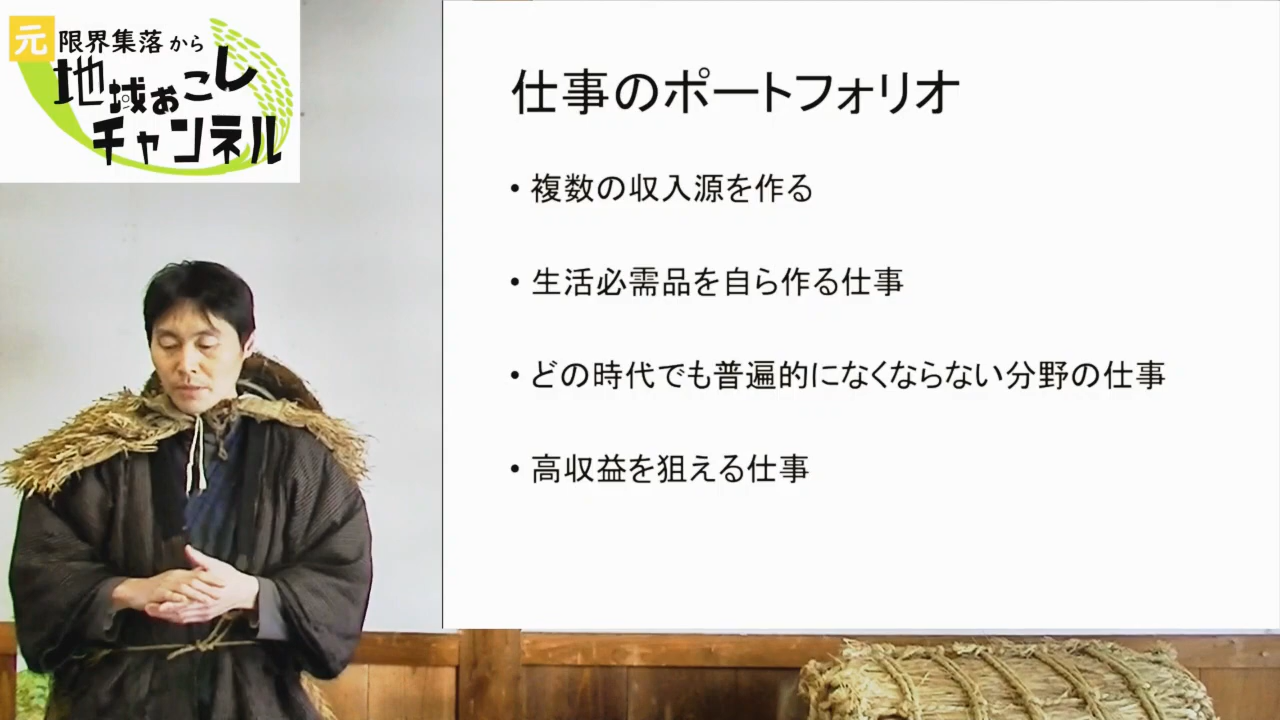 元 限界集落から
地域おこし
チャンネル
仕事のポートフォリオ
• 複数の収入源を作る
• 生活必需品を自ら作る仕事
• どの時代でも普遍的になくならない分野の仕事
• 高収益を狙える仕事